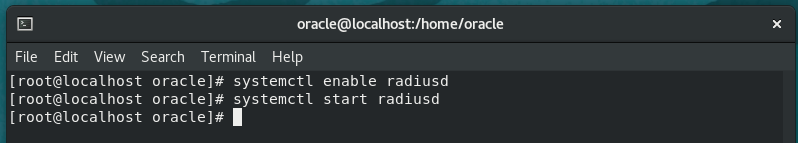 oracle@localhost:/home/oracle
File Edit View Search Terminal Help
[root@localhost oracle]# systemctl enable radiusd
[root@localhost oracle]# systemctl start radiusd
[root@localhost oracle]#